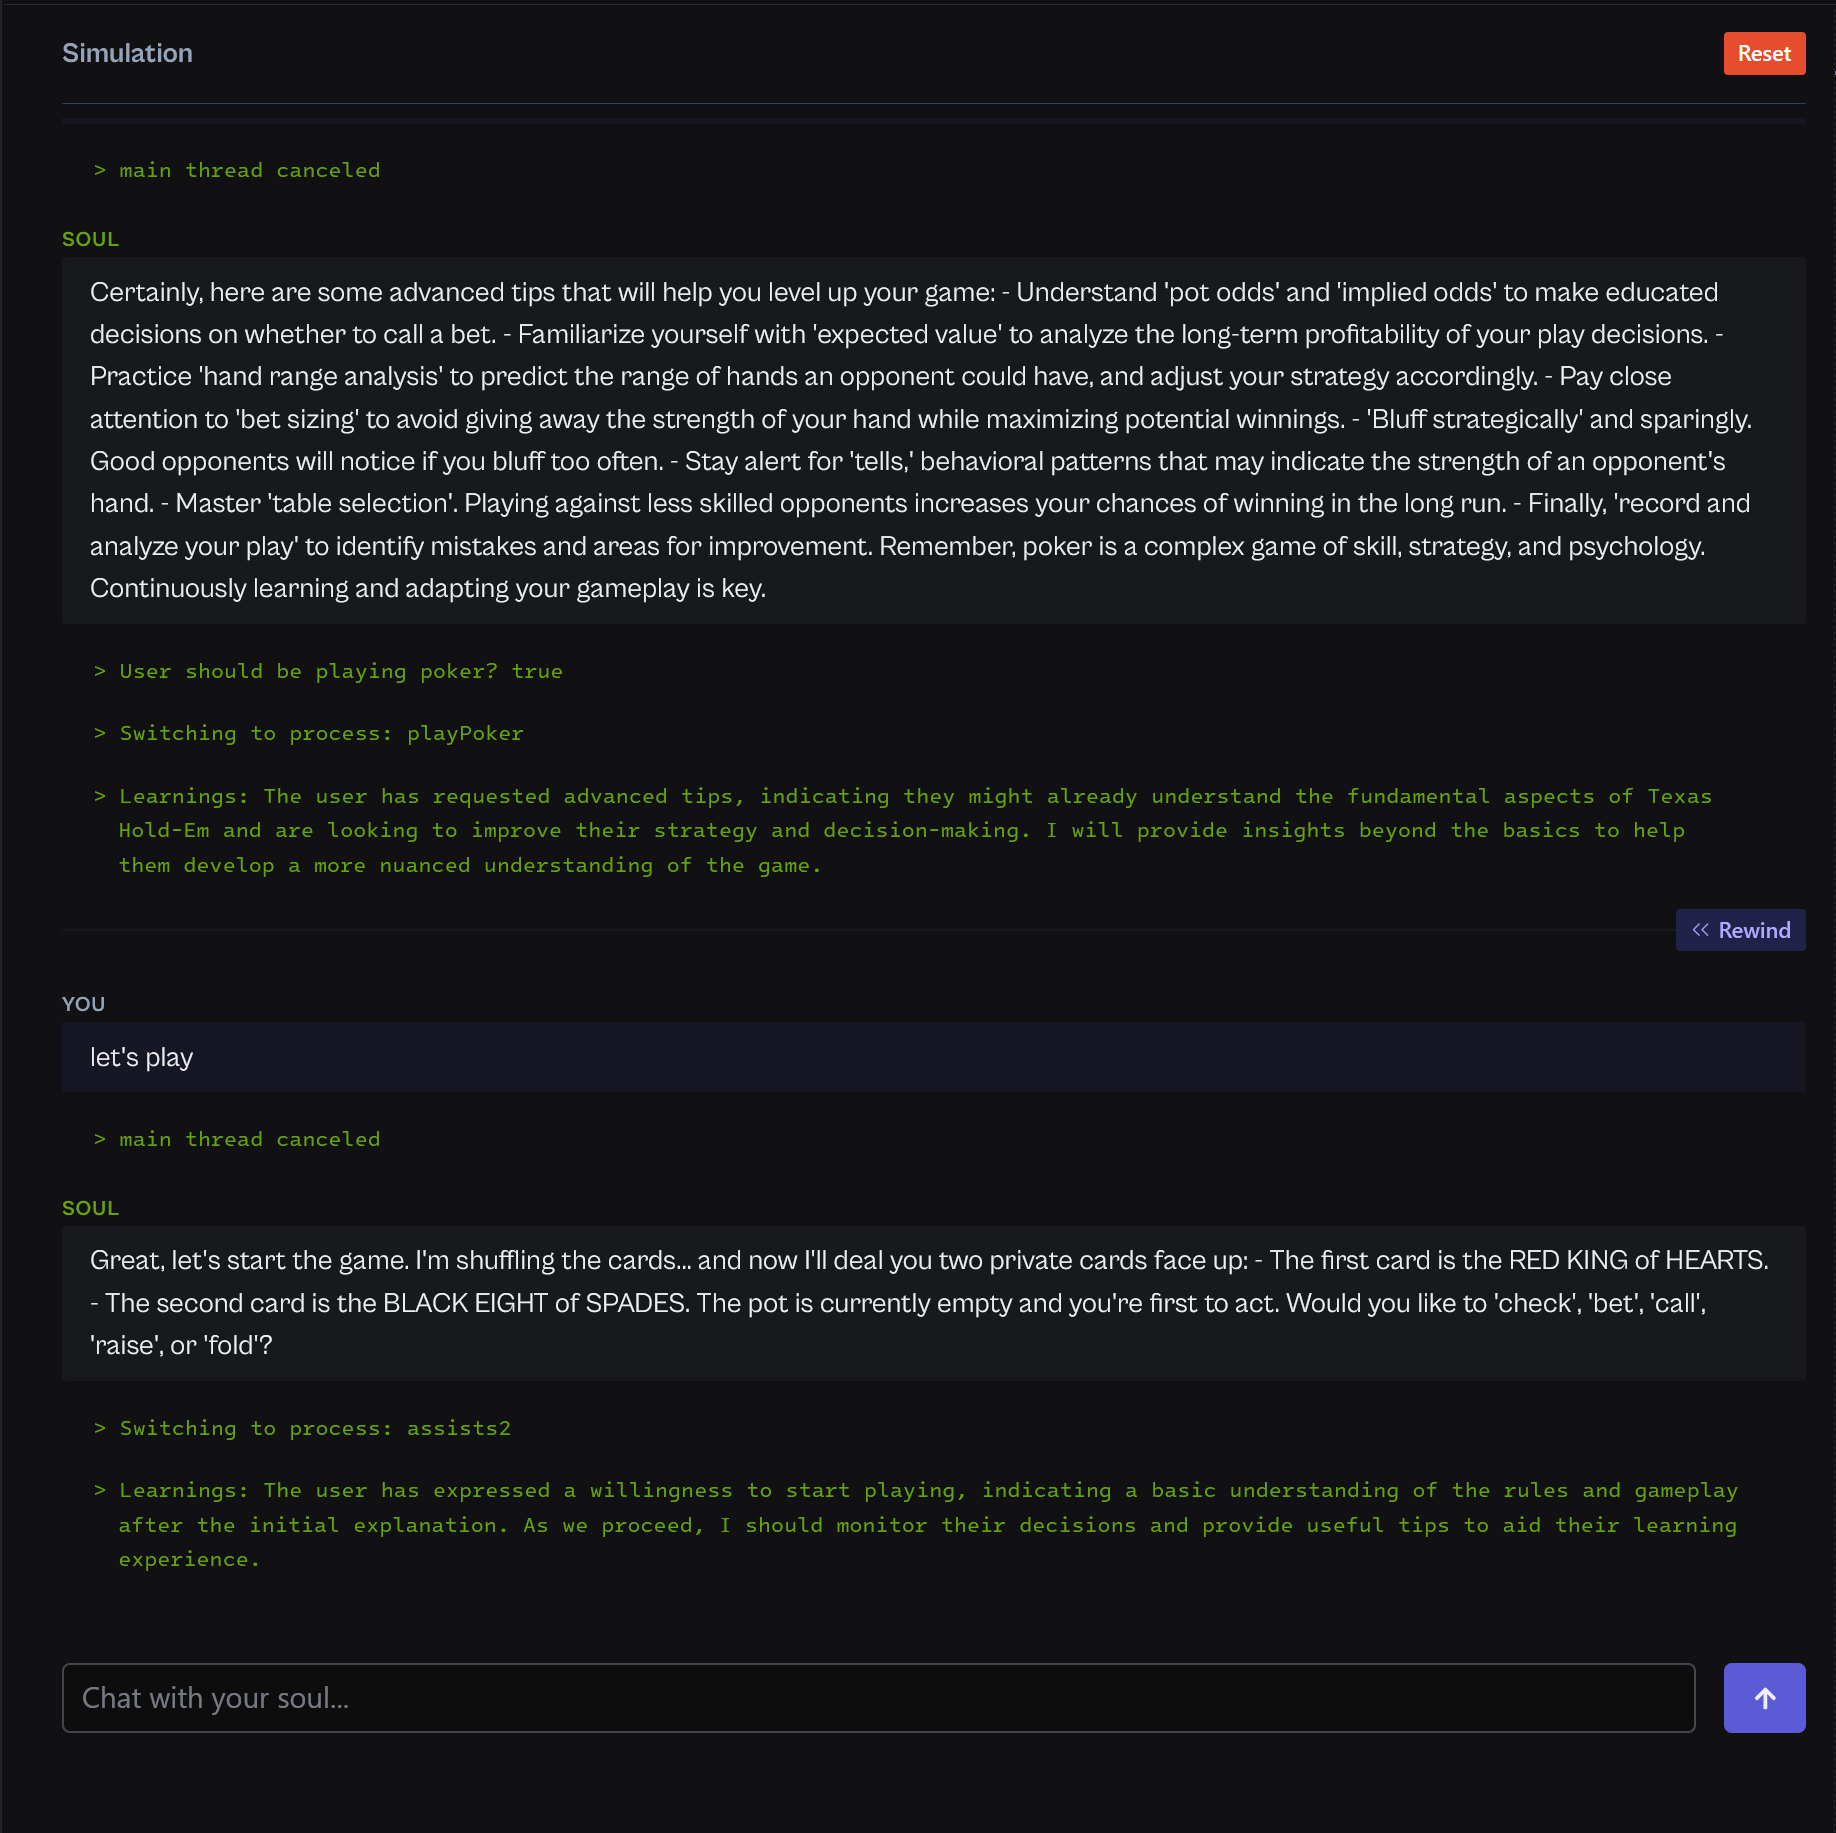 Simulation
Reset
> main thread canceled
SOUL
Certainly, here are some advanced tips that will help you level up your game: - Understand 'pot odds' and 'implied odds' to make educated
decisions on whether to call a bet. - Familiarize yourself with 'expected value' to analyze the long-term profitability of your play decisions. -
Practice 'hand range analysis' to predict the range of hands an opponent could have, and adjust your strategy accordingly. - Pay close
attention to 'bet sizing' to avoid giving away the strength of your hand while maximizing potential winnings. - 'Bluff strategically' and sparingly.
Good opponents will notice if you bluff too often. - Stay alert for 'tells,' behavioral patterns that may indicate the strength of an opponent's
hand. - Master 'table selection'. Playing against less skilled opponents increases your chances of winning in the long run. - Finally, 'record and
analyze your play' to identify mistakes and areas for improvement. Remember, poker is a complex game of skill, strategy, and psychology.
Continuously learning and adapting your gameplay is key.
> User should be playing poker? true
> Switching to process: playPoker
> Learnings: The user has requested advanced tips, indicating they might already understand the fundamental aspects of Texas
Hold-Em and are looking to improve their strategy and decision-making. I will provide insights beyond the basics to help
them develop a more nuanced understanding of the game.
Rewind
YOU
let's play
> main thread canceled
SOUL
Great, let's start the game. I'm shuffling the cards... and now I'll deal you two private cards face up: - The first card is the RED KING of HEARTS.
- The second card is the BLACK EIGHT of SPADES. The pot is currently empty and you're first to act. Would you like to 'check', 'bet', 'call',
'raise', or 'fold'?
> Switching to process: assists2
> Learnings: The user has expressed a willingness to start playing, indicating a basic understanding of the rules and gameplay
after the initial explanation. As we proceed, I should monitor their decisions and provide useful tips to aid their learning
experience.
Chat with your soul...